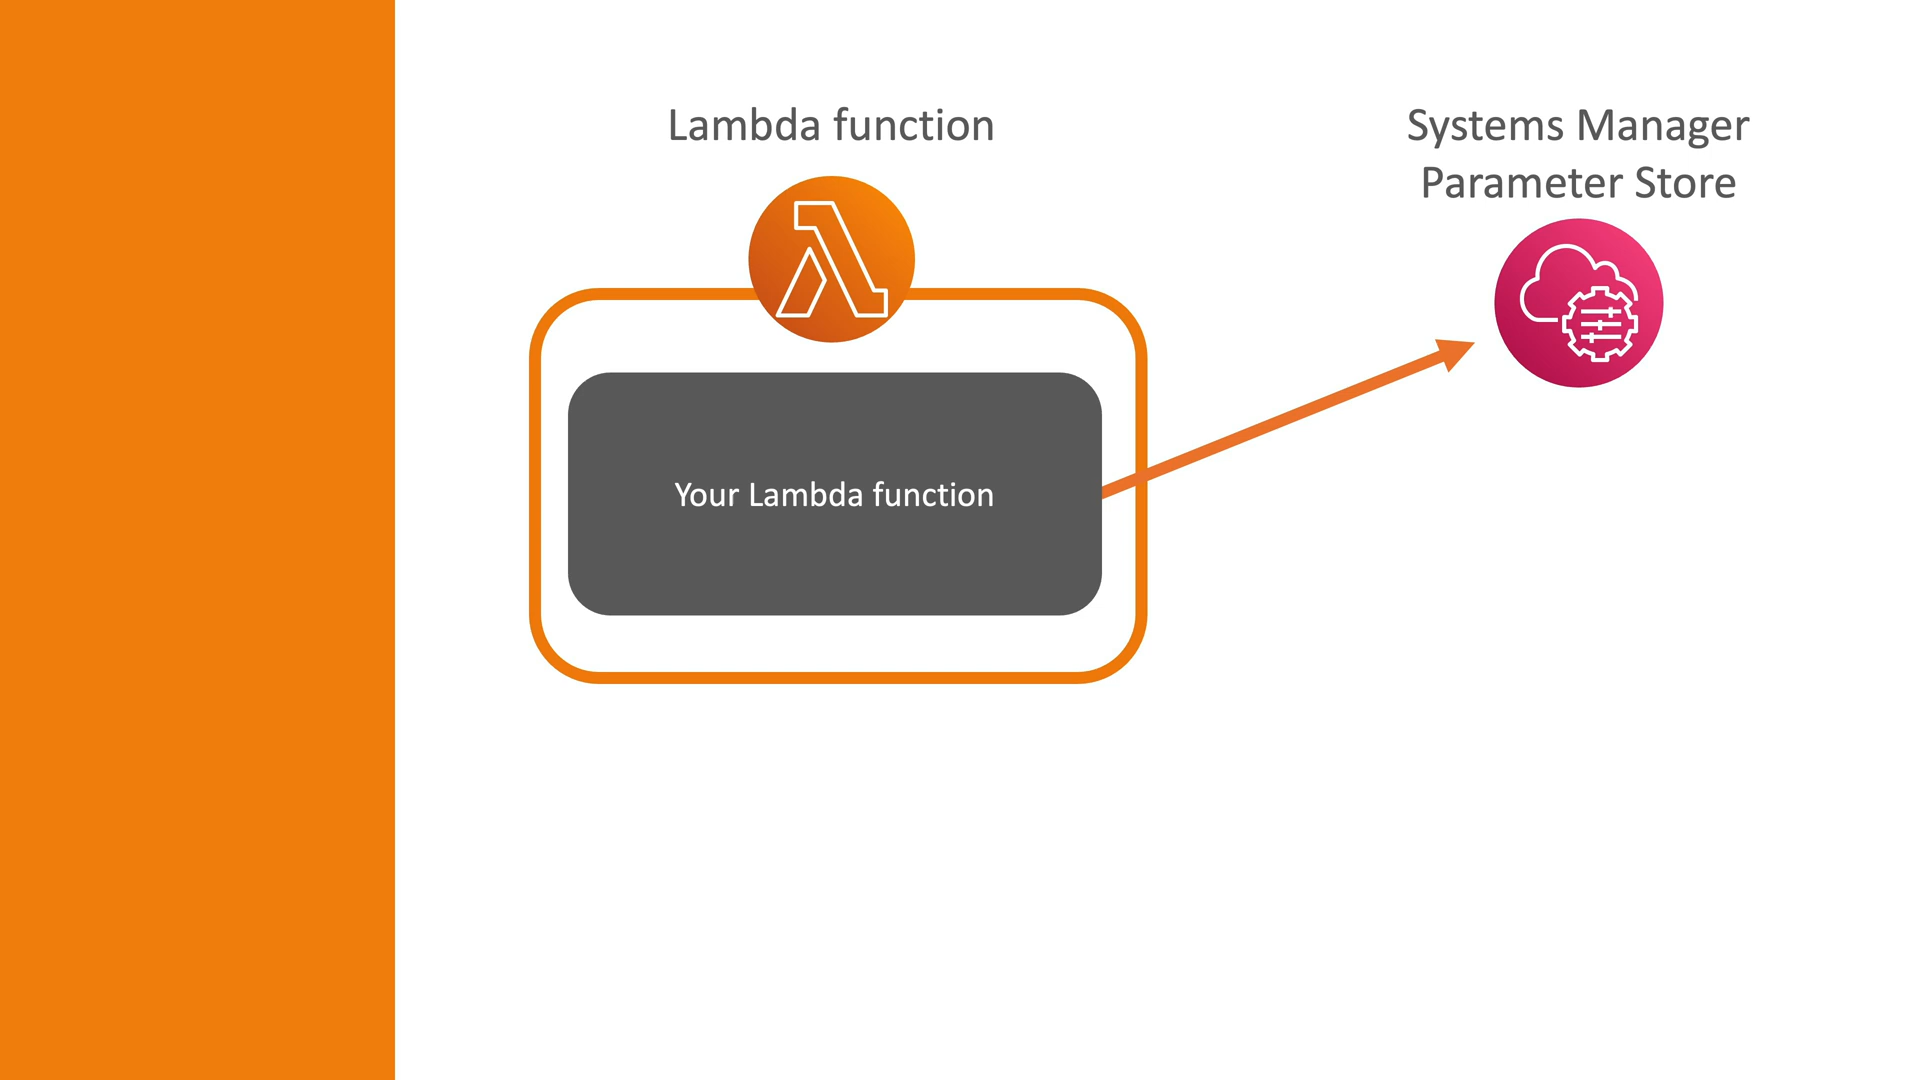 Lambda function
Systems Manager
Parameter Store
Your Lambda function